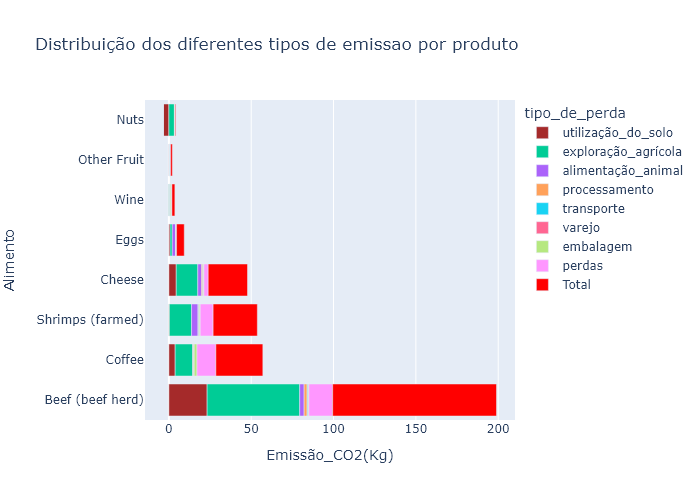 Distribuição dos diferentes tipos de emissao por produto
tipo_de_perda
utilização_do_solo
exploração_agrícola
alimentação_animal
processamento
transporte
varejo
embalagem
perdas
Total
Alimento
Nuts
Other Fruit
Wine
Eggs
Cheese
Shrimps (farmed)
Coffee
Beef (beef herd)
0 50 100 150 200
Emissão_CO2(Kg)